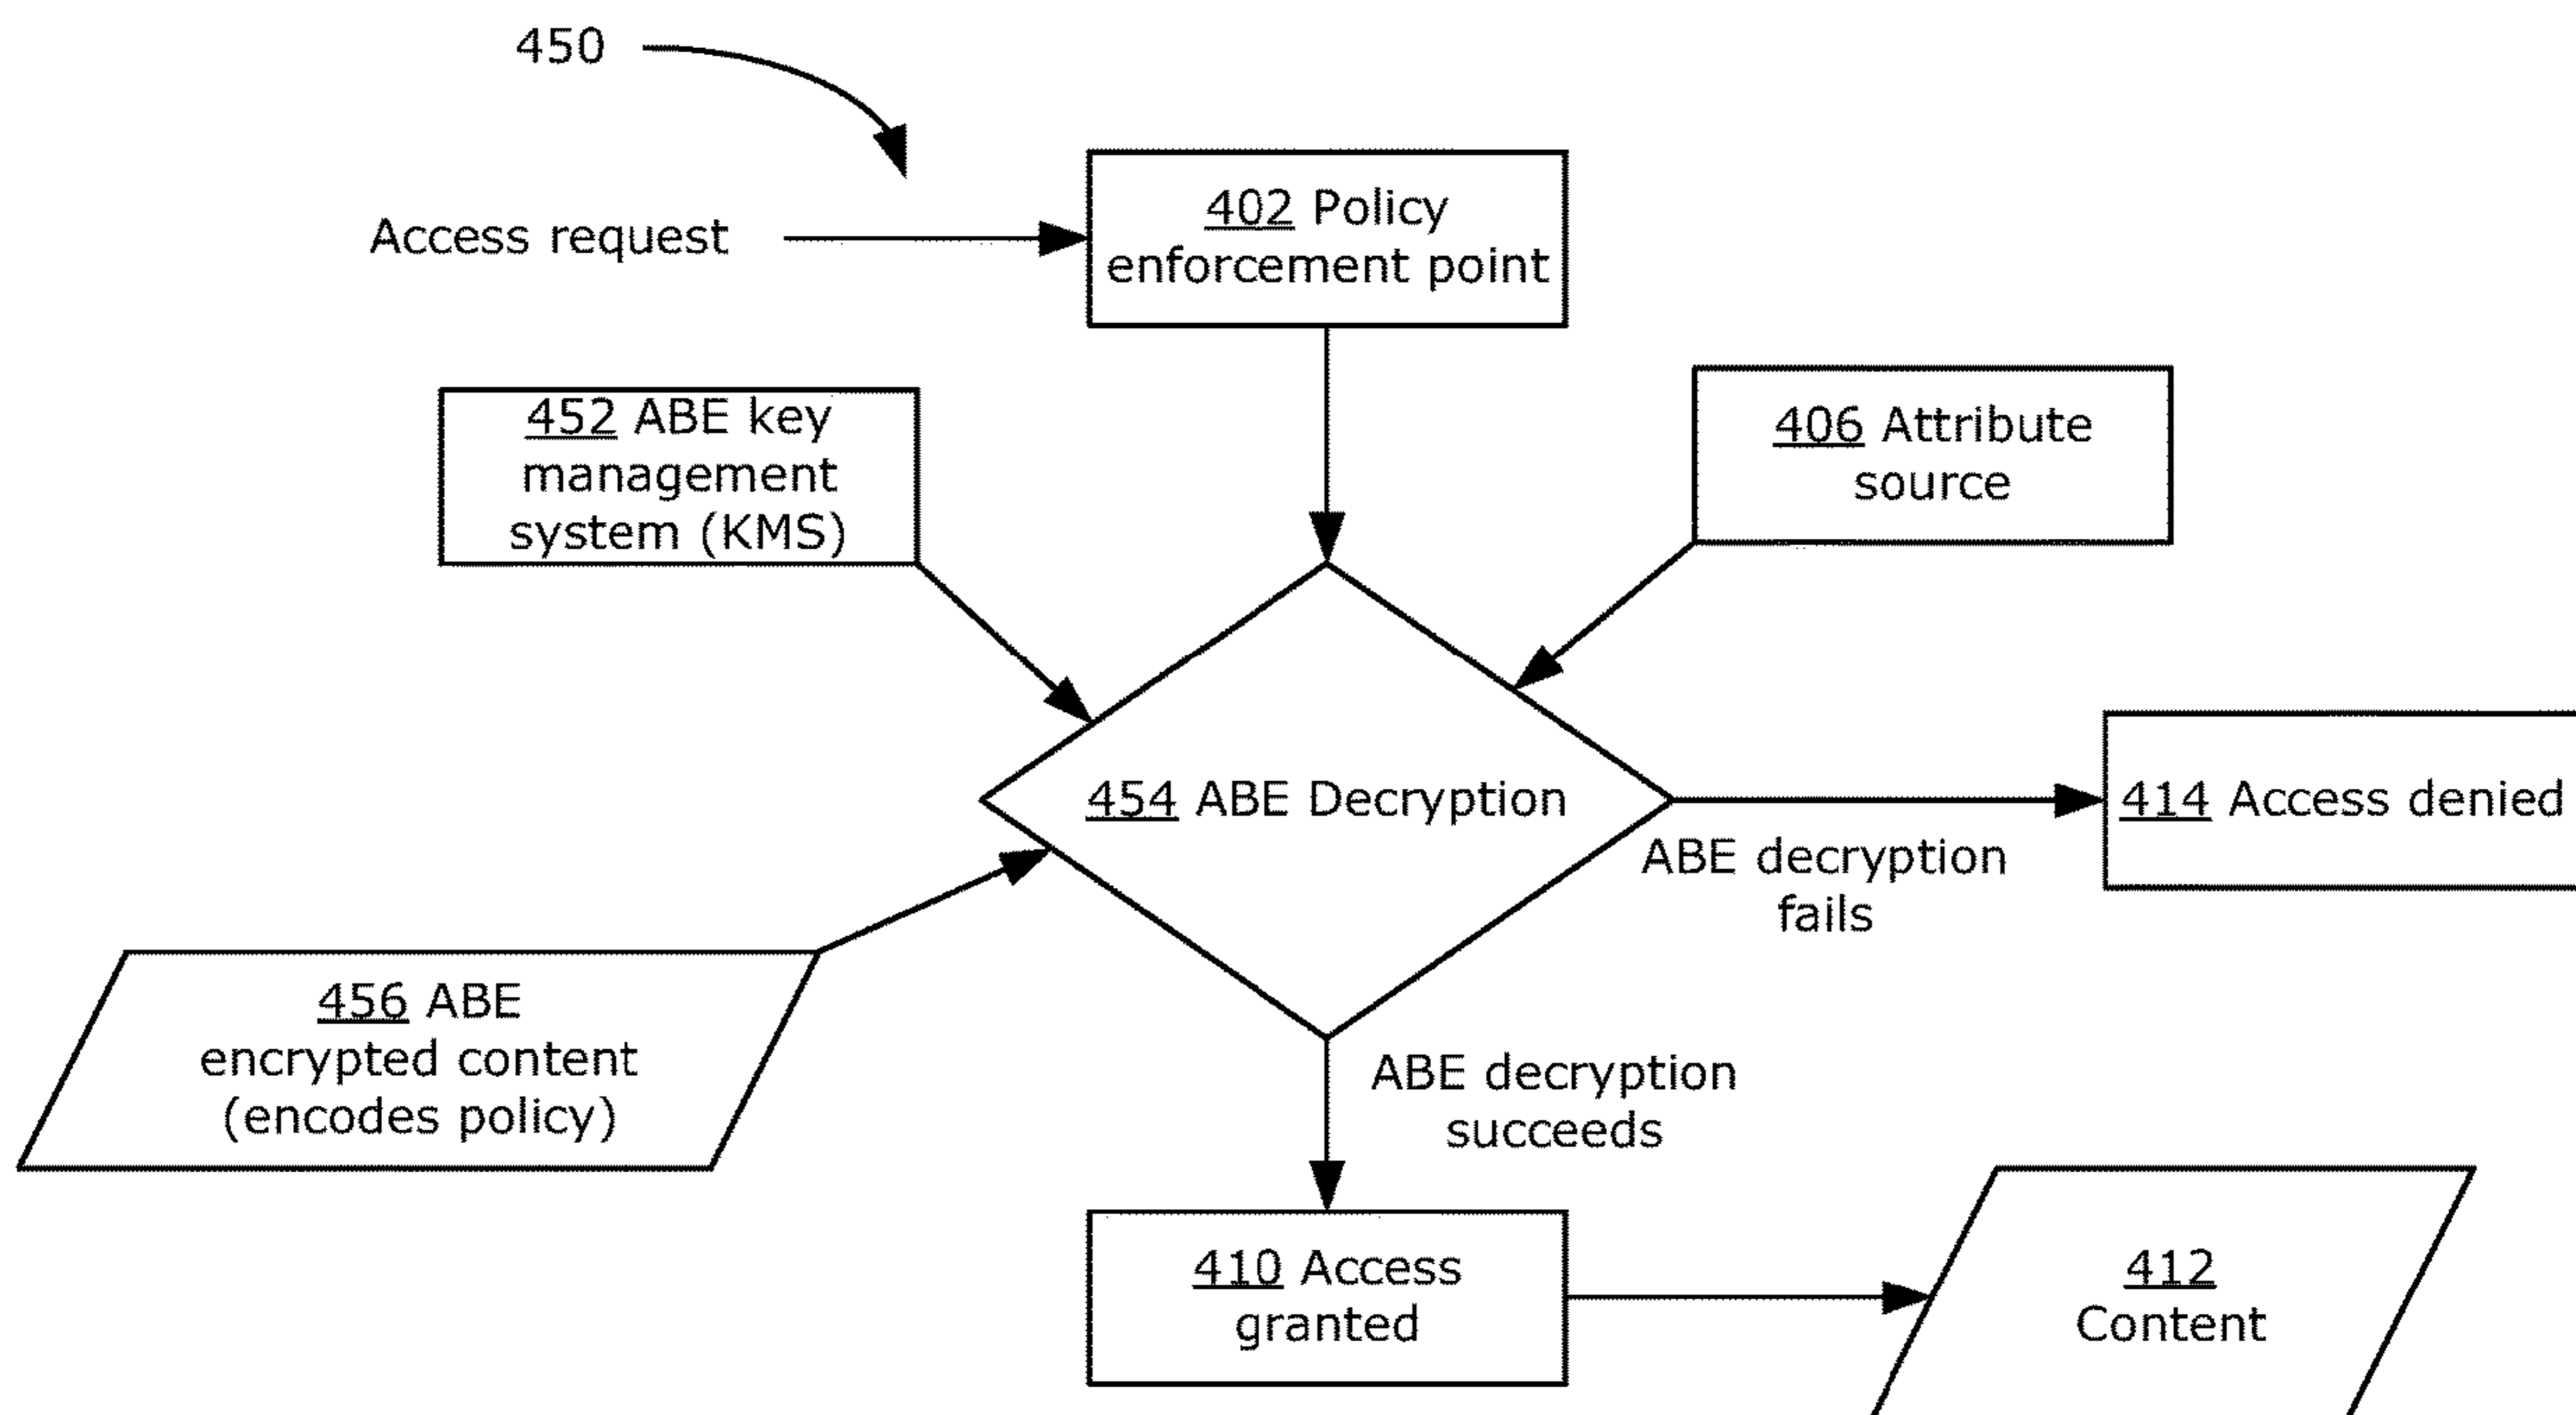 450
Access request
402 Policy
enforcement point
452 ABE key
management
system (KMS)
406 Attribute
source
454 ABE Decryption
414 Access denied
ABE decryption
fails
456 ABE
encrypted content
(encodes policy)
ABE decryption
succeeds
410 Access
granted
412
Content